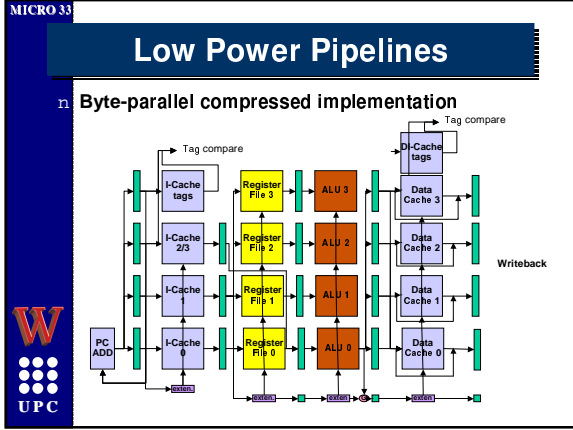 MICRO 33
Low Power Pipelines
n Byte-parallel compressed implementation
Tag compare
Tag compare
DI-Cache
tags
I-Cache
tags
Register
File 3
ALU 3
Data
Cache 3
I-Cache
2/3
Register
File 2
ALU 2
Data
Cache 2
Writeback
I-Cache
1
Register
File 1
ALU 1
Data
Cache 1
PC
ADD
I-Cache
0
Register
File 0
ALU 0
Data
Cache 0
exten.
exten.
exten
exten
W
UPC